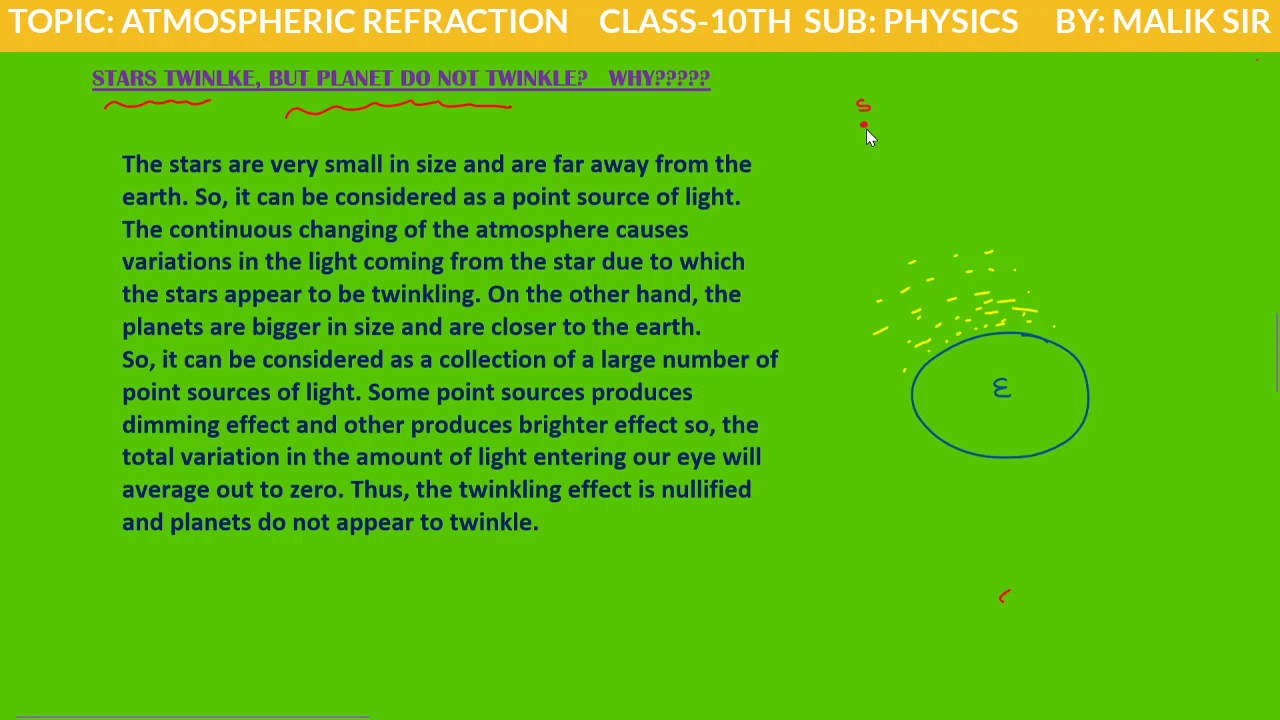 TOPIC: ATMOSPHERIC REFRACTION CLASS-10TH SUB: PHYSICS BY: MALIK SIR
STARS TWINLKE, BUT PLANET DO NOT TWINKLE? WHY?????
S
The stars are very small in size and are far away from the
earth. So, it can be considered as a point source of light.
The continuous changing of the atmosphere causes
variations in the light coming from the star due to which
the stars appear to be twinkling. On the other hand, the
planets are bigger in size and are closer to the earth.
So, it can be considered as a collection of a large number of
point sources of light. Some point sources produces
dimming effect and other produces brighter effect so, the
total variation in the amount of light entering our eye will
average out to zero. Thus, the twinkling effect is nullified
and planets do not appear to twinkle.
E